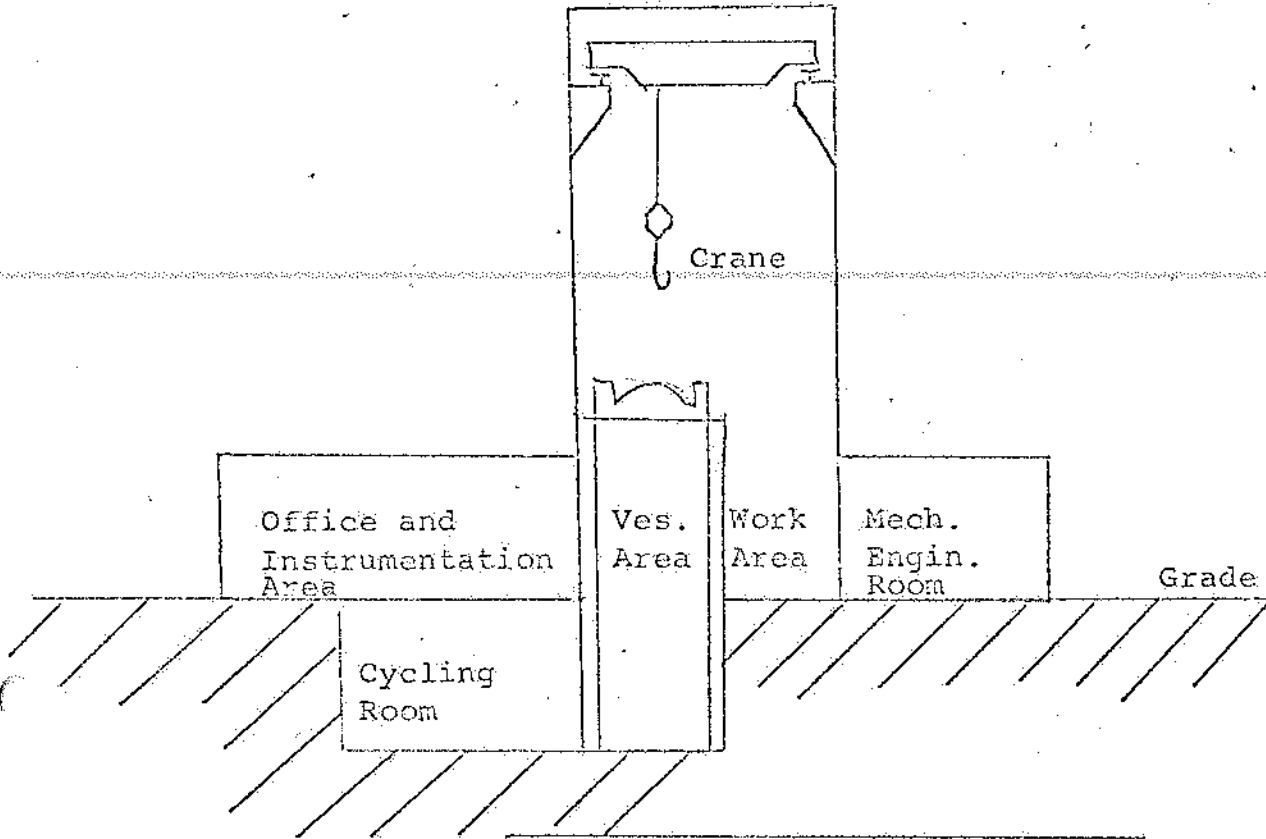 Crane
Office and
Instrumentation
Area
Ves.
Area
Work
Area
Mech.
Engin.
Room
Grade
Cycling
Room